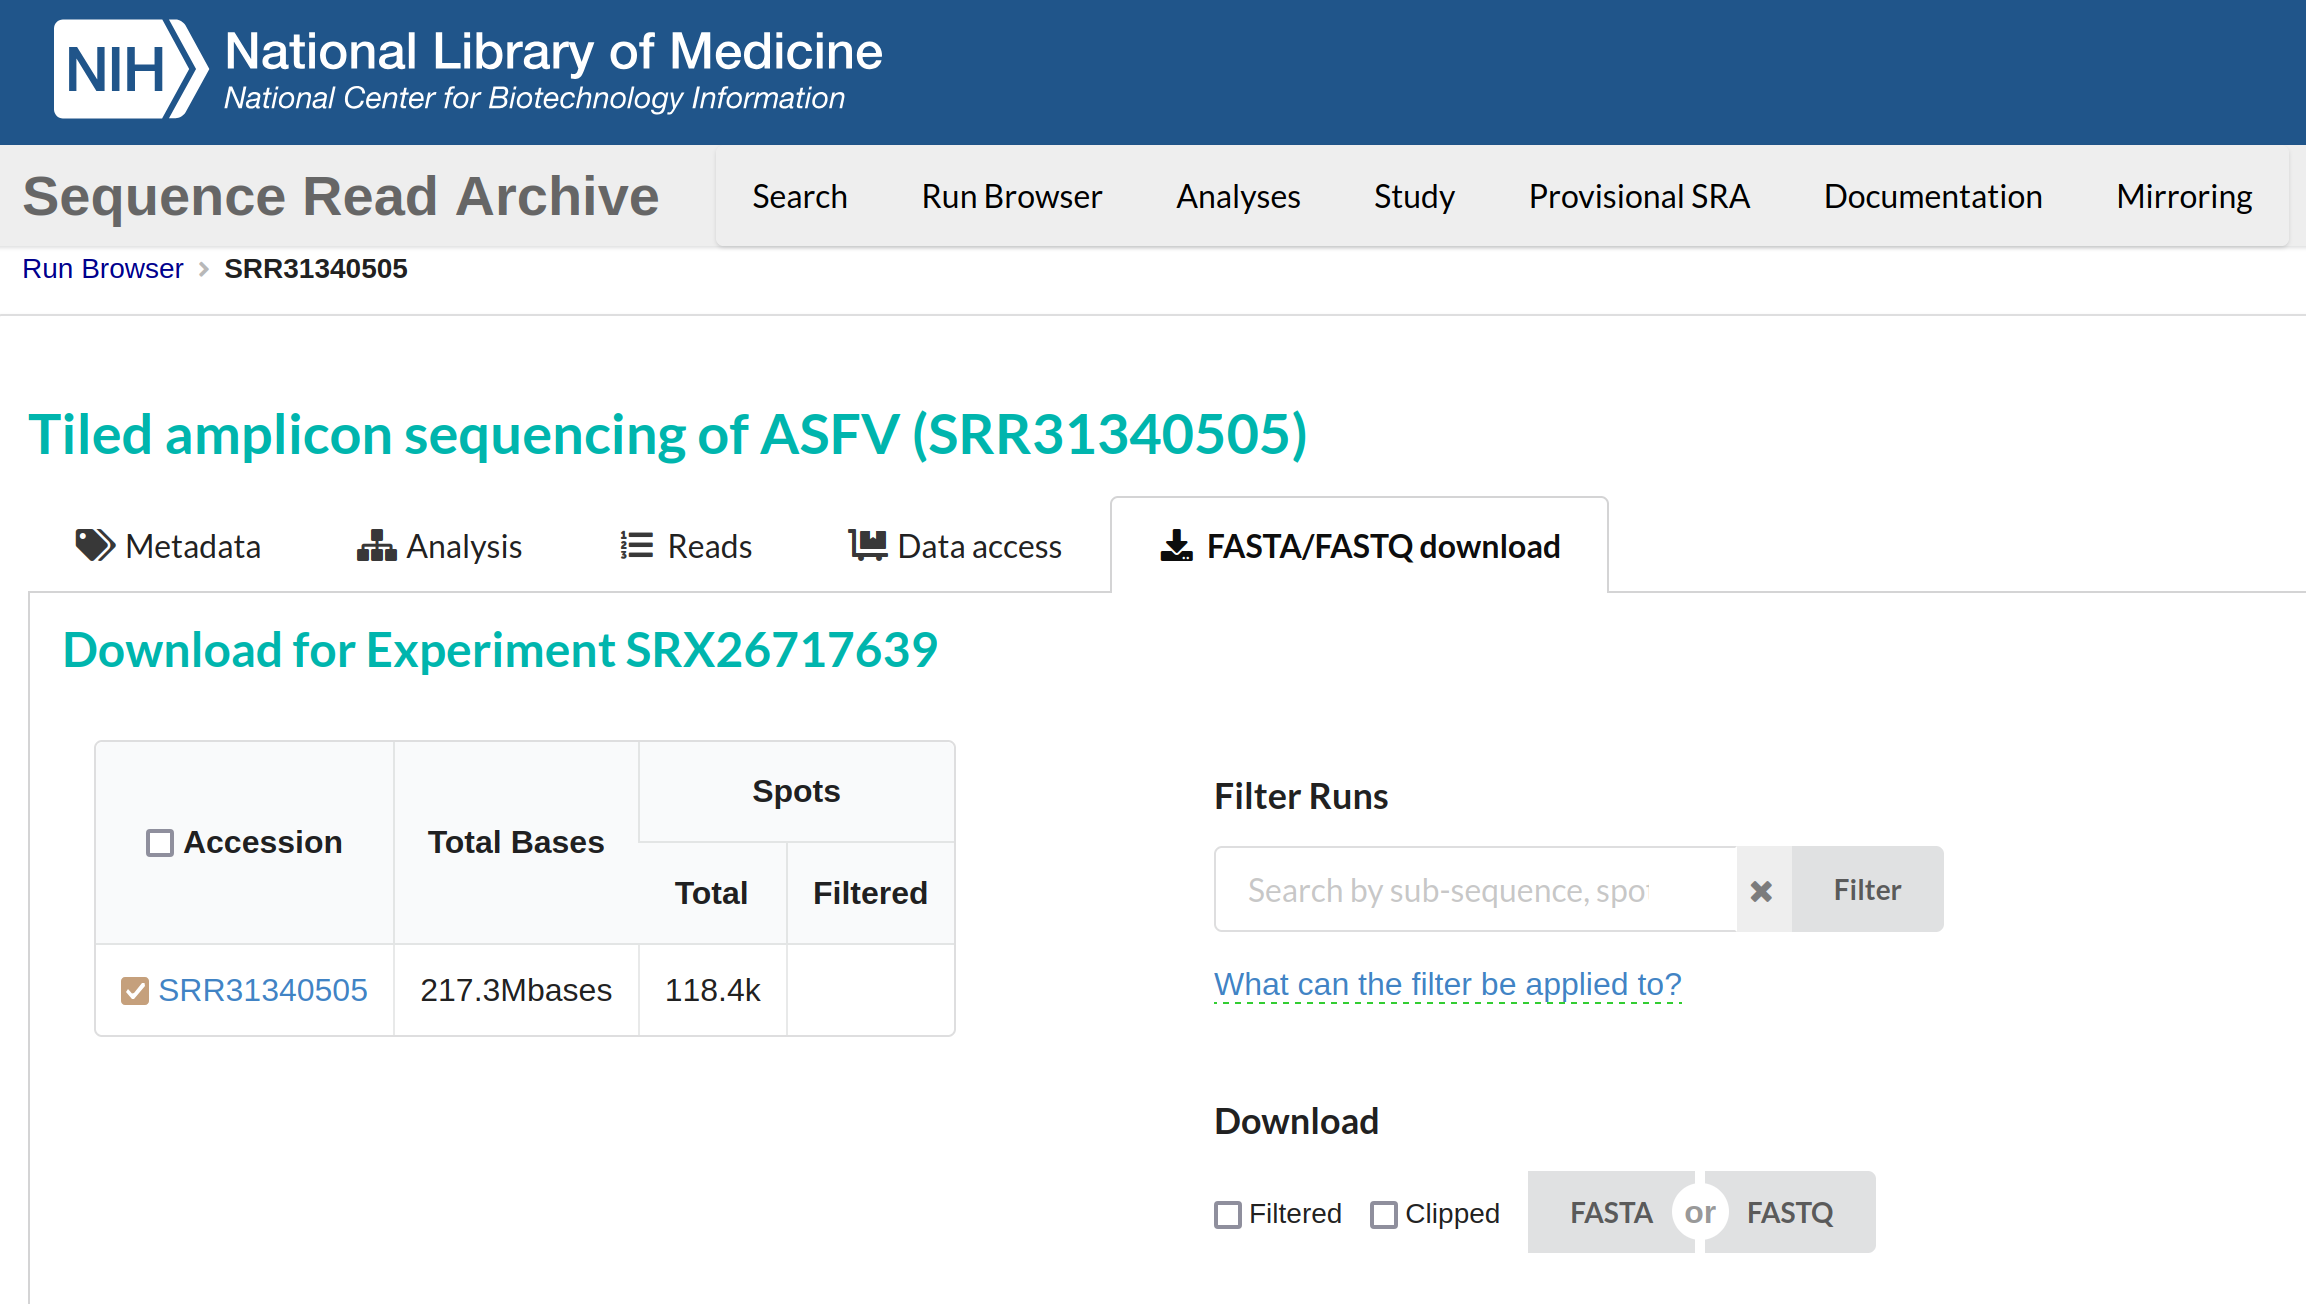 NIH National Library of Medicine
National Center for Biotechnology Information
Sequence Read Archive Search Run Browser Analyses Study Provisional SRA Documentation Mirroring
Run Browser SRR31340505
Tiled amplicon sequencing of ASFV (SRR31340505)
Metadata Analysis Reads Data access FASTA/FASTQ download
Download for Experiment SRX26717639
Accession Total Bases Spots
Total Filtered
SRR31340505 217.3Mbases 118.4k
Filter Runs
Search by sub-sequence, spot Filter
What can the filter be applied to?
Download
Filtered Clipped FASTA or FASTQ